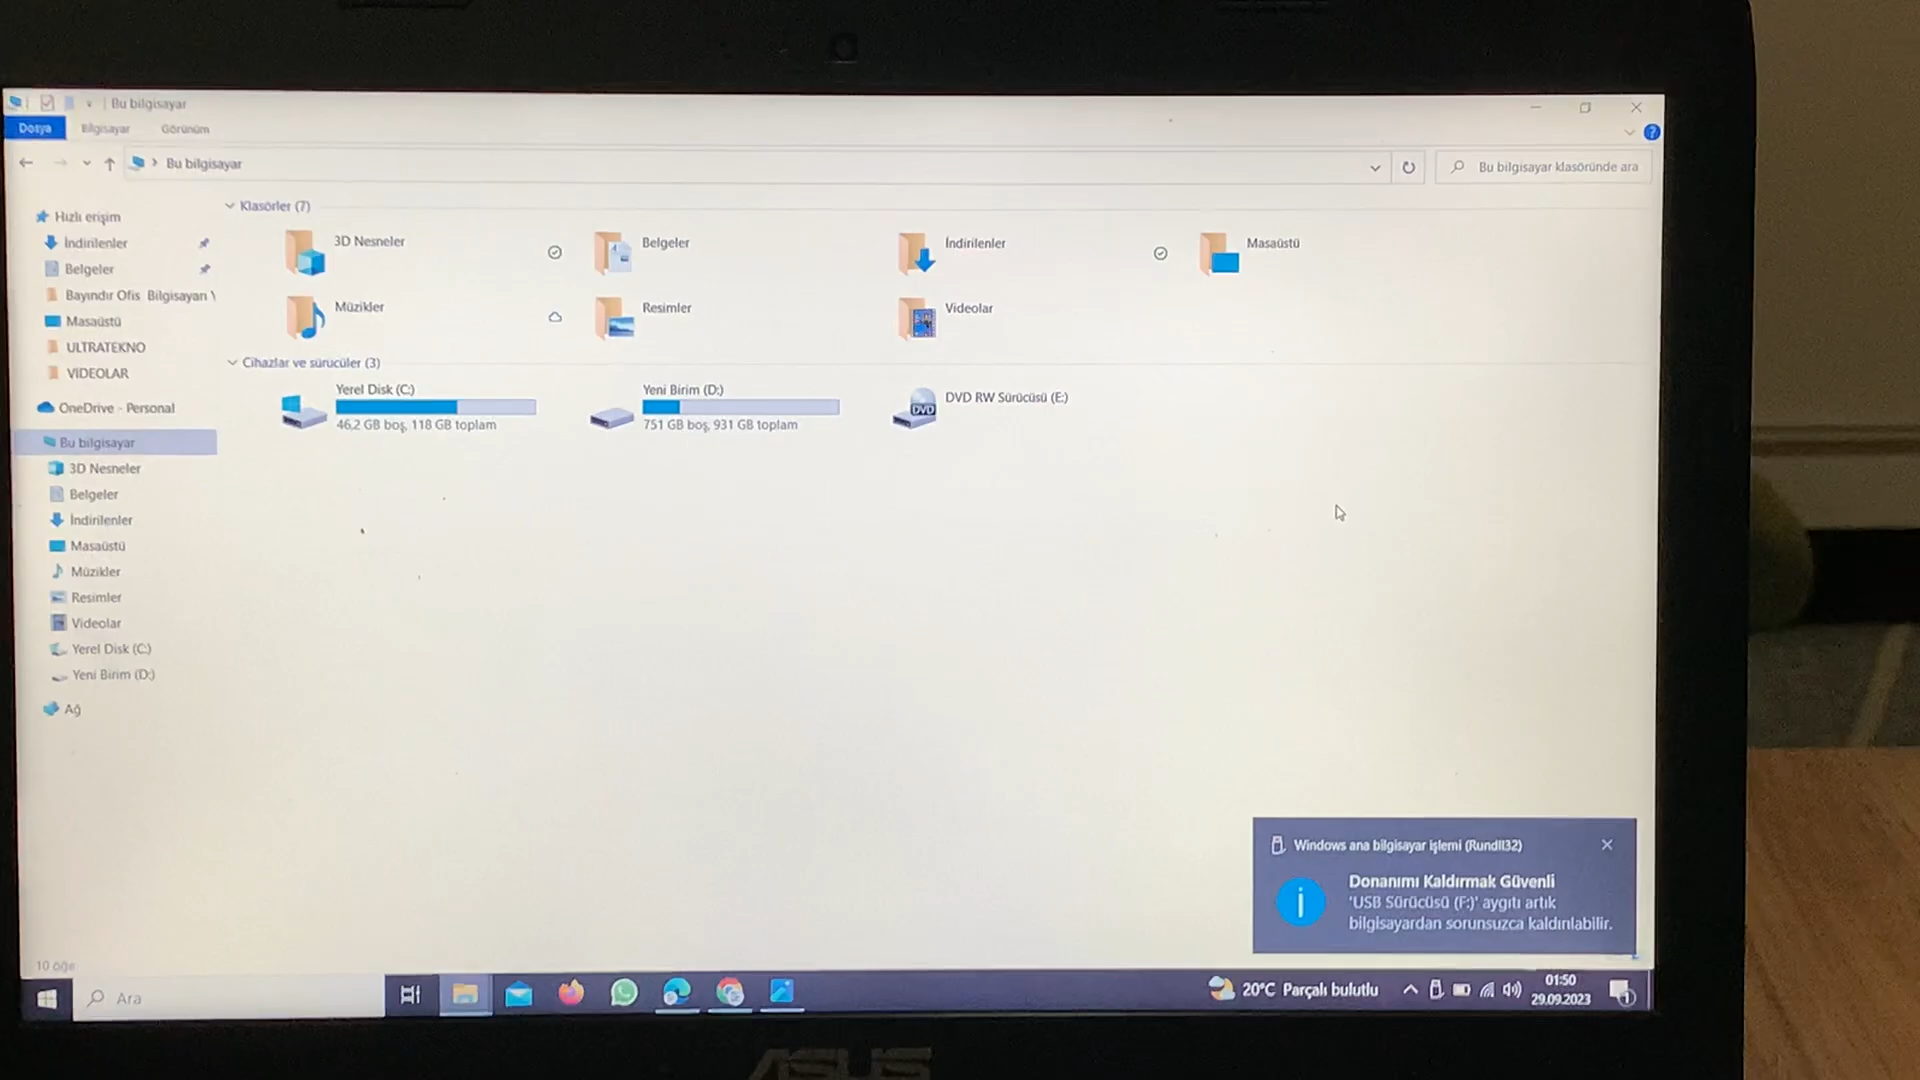 Bu bilgisayar
Dosya
Bilgisayar
Görünüm
Bu bilgisayar
Bu bilgisayar klasöründe ara
Hızlı erişim
İndirilenler
Belgeler
Bayındır Ofis Bilgisayarı
Masaüstü
ULTRATEKNO
VİDEOLAR
OneDrive - Personal
Bu bilgisayar
3D Nesneler
Belgeler
İndirilenler
Masaüstü
Müzikler
Resimler
Videolar
Yerel Disk (C:)
Yeni Birim (D:)
Ağ
Klasörler (7)
3D Nesneler
Belgeler
İndirilenler
Masaüstü
Müzikler
Resimler
Videolar
Cihazlar ve sürücüler (3)
Yerel Disk (C:)
46,2 GB boş, 118 GB toplam
Yeni Birim (D:)
751 GB boş, 931 GB toplam
DVD
DVD RW Sürücüsü (E:)
Windows ana bilgisayar işlemi (Rundll32)
Donanımı Kaldırmak Güvenli
'USB Sürücüsü (F:)' aygıtı artık
bilgisayardan sorunsuzca kaldırılabilir.
10 öğe
Ara
20°C Parçalı bulutlu
01:50
29.09.2023
1
ASUS